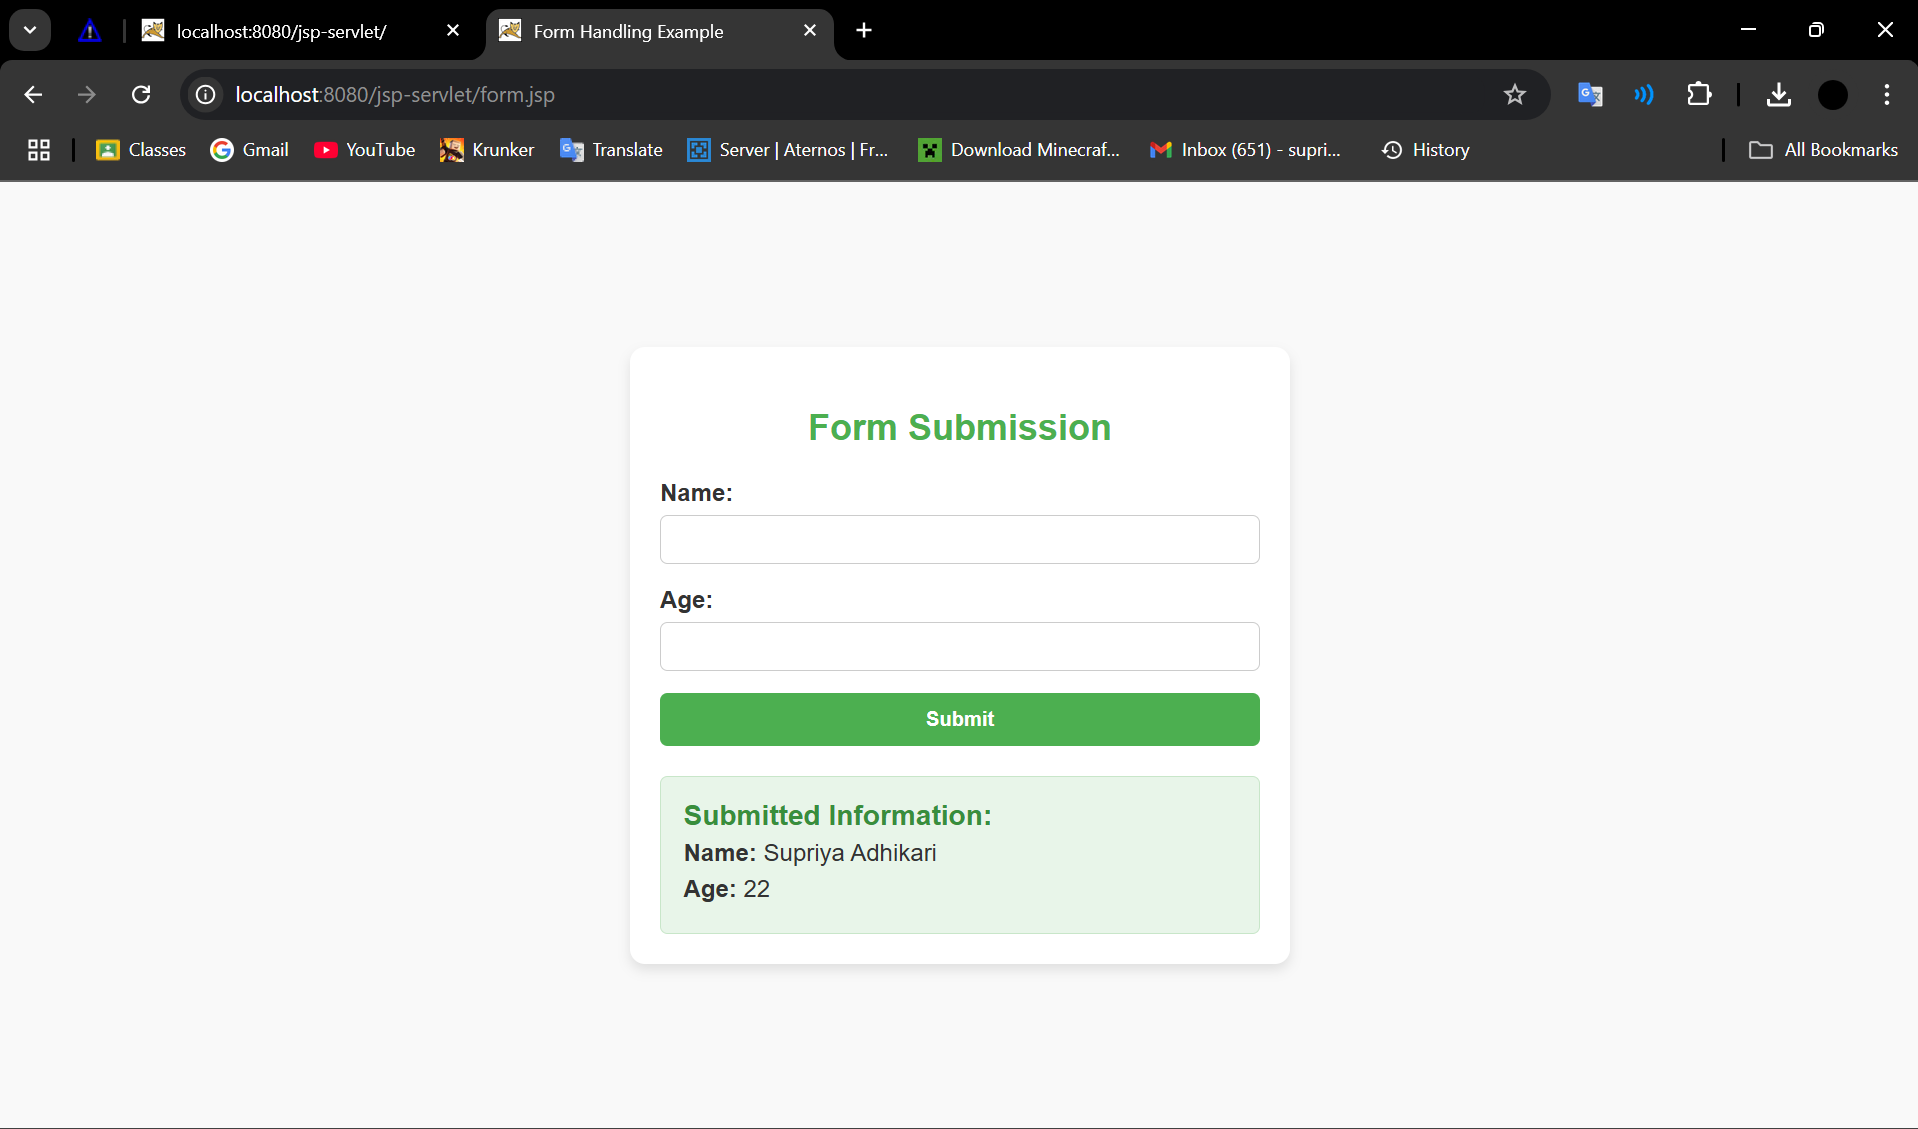 localhost:8080/jsp-servlet/
Form Handling Example
localhost:8080/jsp-servlet/form.jsp
Classes
Gmail
YouTube
Krunker
Translate
Server | Aternos | Fr...
Download Minecraf...
Inbox (651) - supri...
History
All Bookmarks
Form Submission
Name:
Age:
Submit
Submitted Information:
Name: Supriya Adhikari
Age: 22